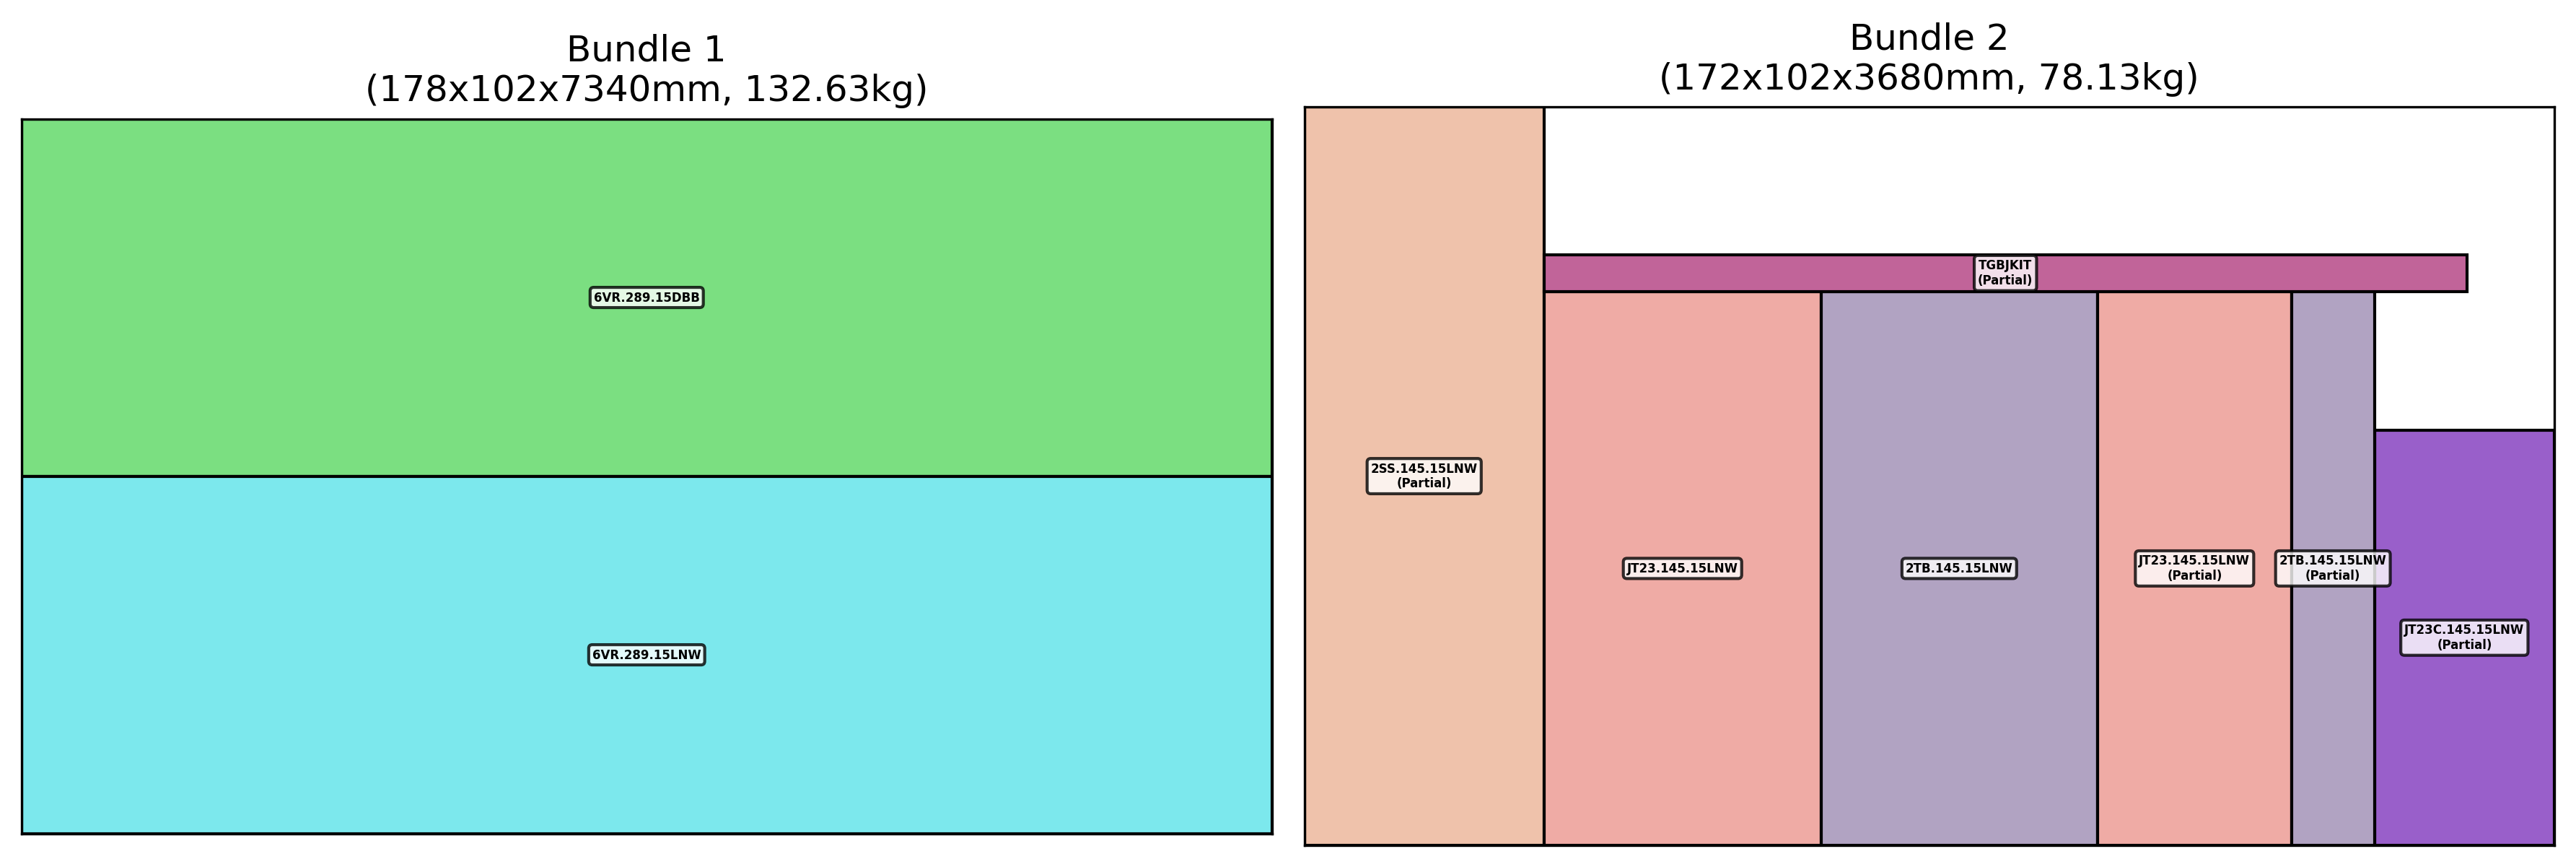 Bundle 1
(178x102x7340mm, 132.63kg)
6VR.289.15DBB
6VR.289.15LNW
Bundle 2
(172x102x3680mm, 78.13kg)
TGBJKIT
(Partial)
2SS.145.15LNW
(Partial)
JT23.145.15LNW
2TB.145.15LNW
JT23.145.15LNW
(Partial)
2TB.145.15LNW
(Partial)
JT23C.145.15LNW
(Partial)